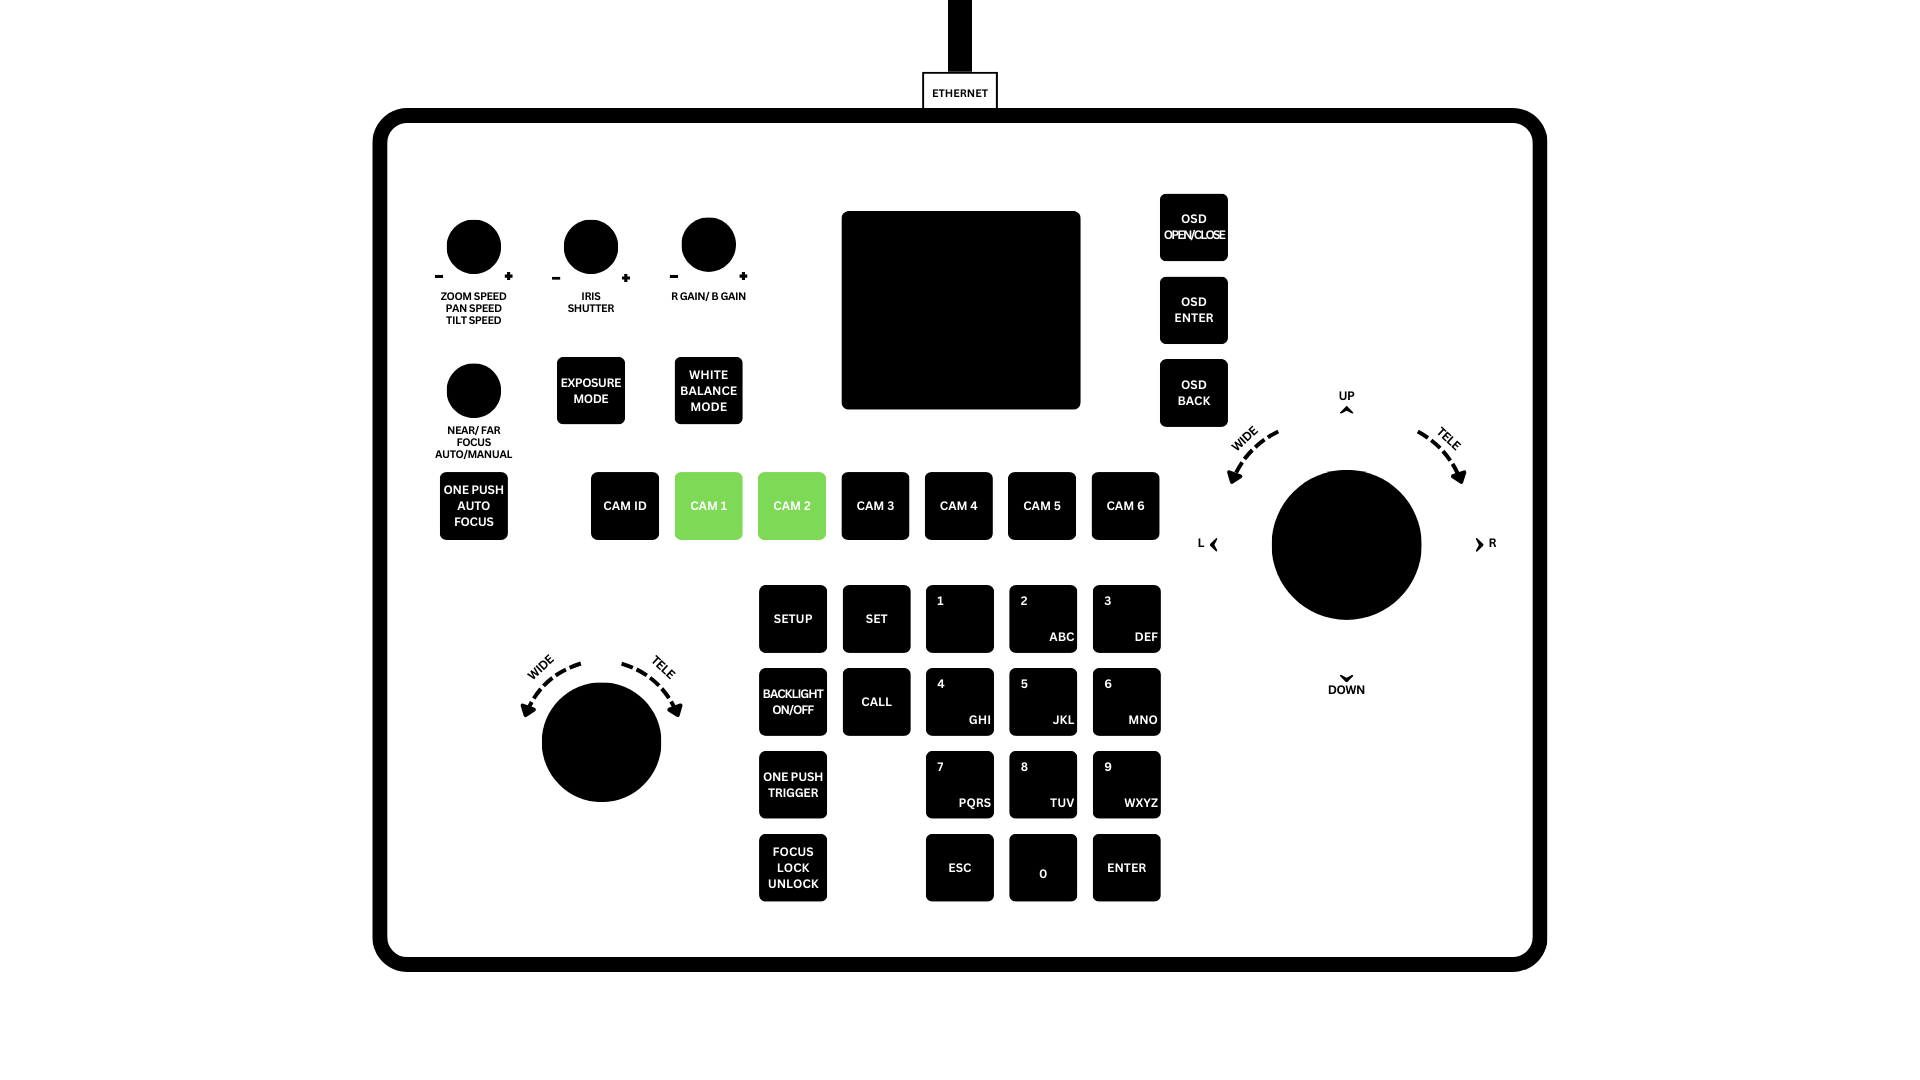 ETHERNET
- +
ZOOM SPEED
PAN SPEED
TILT SPEED
- +
IRIS
SHUTTER
- +
R GAIN/ B GAIN
OSD
OPEN/CLOSE
OSD
ENTER
OSD
BACK
NEAR/ FAR
FOCUS
AUTO/MANUAL
EXPOSURE
MODE
WHITE
BALANCE
MODE
ONE PUSH
AUTO
FOCUS
CAM ID
CAM 1
CAM 2
CAM 3
CAM 4
CAM 5
CAM 6
UP
WIDE
TELE
L
R
DOWN
WIDE
TELE
SETUP
SET
1
2
ABC
3
DEF
BACKLIGHT
ON/OFF
CALL
4
GHI
5
JKL
6
MNO
ONE PUSH
TRIGGER
7
PQRS
8
TUV
9
WXYZ
FOCUS
LOCK
UNLOCK
ESC
0
ENTER